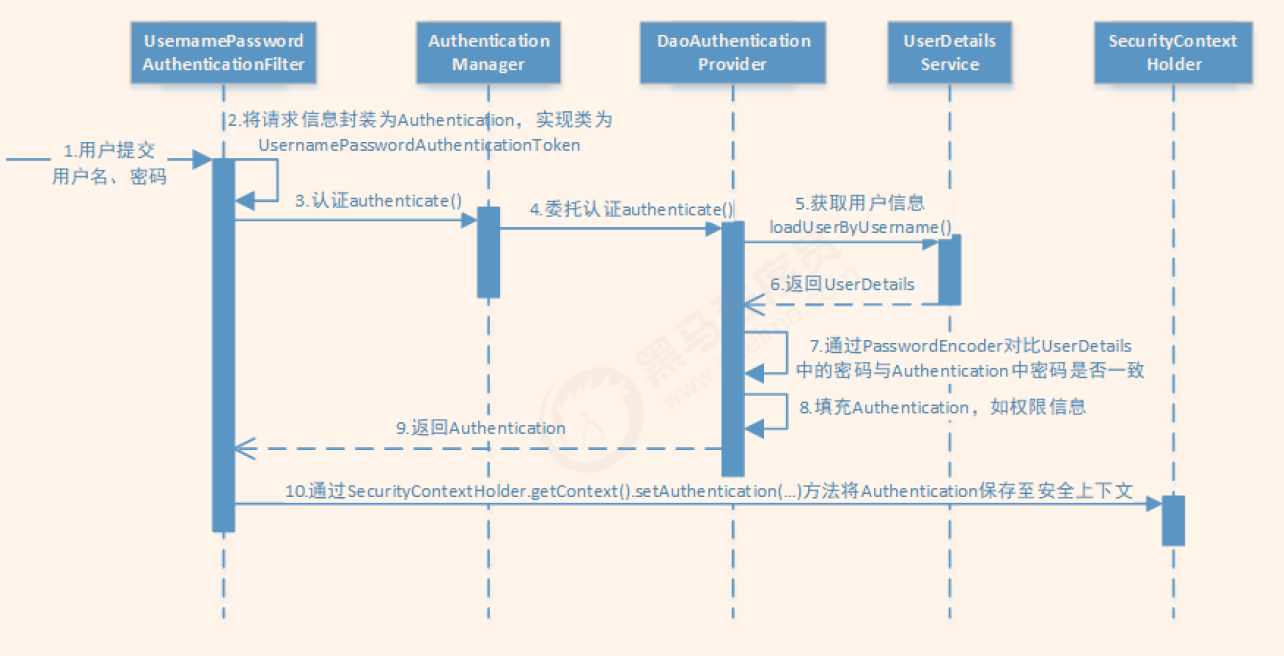 UsernamePassword
AuthenticationFilter
Authentication
Manager
DaoAuthentication
Provider
UserDetails
Service
SecurityContext
Holder
1.用户提交
用户名、密码
2.将请求信息封装为Authentication，实现类为
UsernamePasswordAuthenticationToken
3.认证authenticate()
4.委托认证authenticate()
5.获取用户信息
loadUserByUsername()
6.返回UserDetails
7.通过PasswordEncoder对比UserDetails
中的密码与Authentication中密码是否一致
8.填充Authentication，如权限信息
9.返回Authentication
10.通过SecurityContextHolder.getContext().setAuthentication(...)方法将Authentication保存至安全上下文
黑马程序员